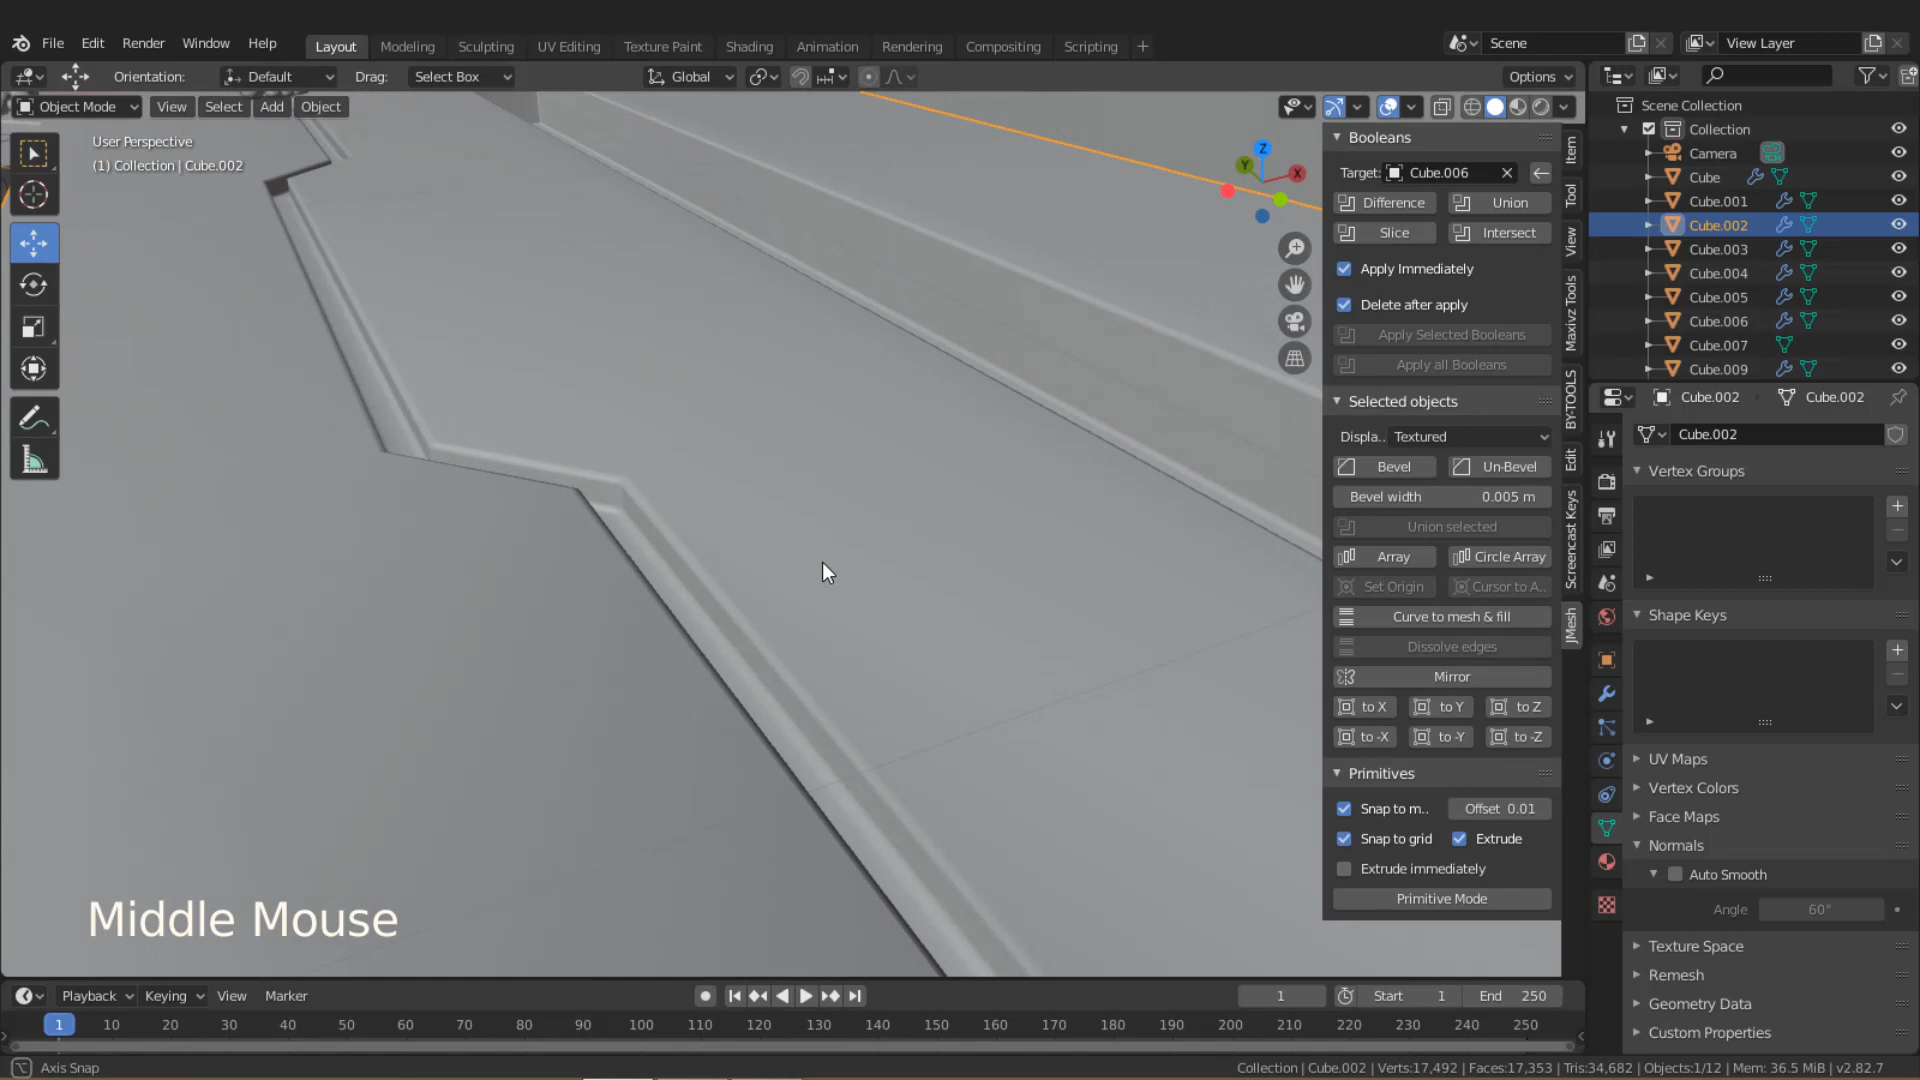 File Edit Render Window Help Layout Modeling Sculpting UV Editing Texture Paint Shading Animation Rendering Compositing Scripting + Scene View Layer
Orientation: Default Drag: Select Box Global Options
Object Mode View Select Add Object
User Perspective
(1) Collection | Cube.002
Z
Y
X
Booleans
Target: Cube.006
Difference Union
Slice Intersect
Apply Immediately
Delete after apply
Apply Selected Booleans
Apply all Booleans
Selected objects
Displa.. Textured
Bevel Un-Bevel
Bevel width 0.005 m
Union selected
Array Circle Array
Set Origin Cursor to A..
Curve to mesh & fill
Dissolve edges
Mirror
to X to Y to Z
to -X to -Y to -Z
Primitives
Snap to m.. Offset 0.01
Snap to grid Extrude
Extrude immediately
Primitive Mode
Item
Tool
View
Maxivz Tools
BY-TOOLS
Edit
Screencast Keys
JMesh
Scene Collection
Collection
Camera
Cube
Cube.001
Cube.002
Cube.003
Cube.004
Cube.005
Cube.006
Cube.007
Cube.009
Cube.002 Cube.002
Cube.002
Vertex Groups
Shape Keys
UV Maps
Vertex Colors
Face Maps
Normals
Auto Smooth
Angle 60°
Texture Space
Remesh
Geometry Data
Custom Properties
Middle Mouse
Playback Keying View Marker 1 Start 1 End 250
1 10 20 30 40 50 60 70 80 90 100 110 120 130 140 150 160 170 180 190 200 210 220 230 240 250
Axis Snap
Collection | Cube.002 | Verts:17,492 | Faces:17,353 | Tris:34,682 | Objects:1/12 | Mem: 36.5 MiB | v2.82.7